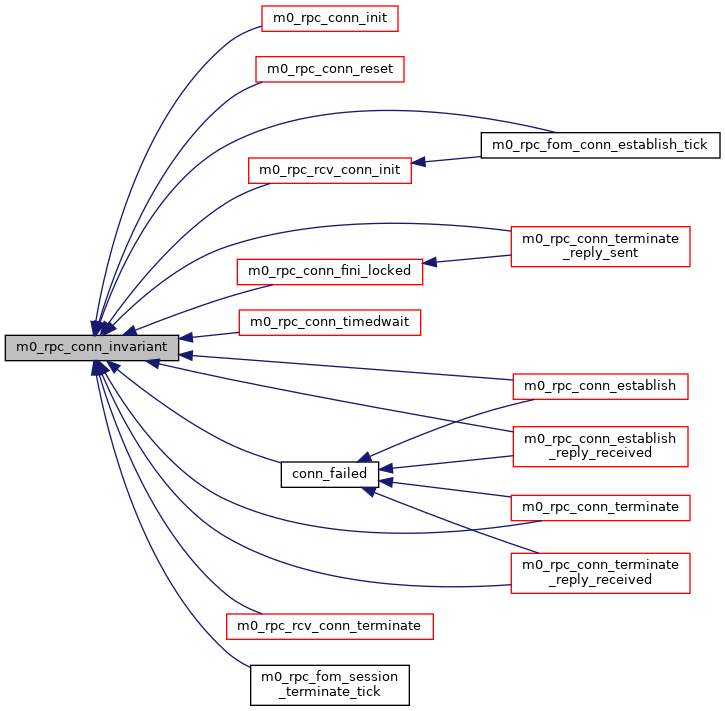 m0_rpc_conn_init
m0_rpc_conn_reset
m0_rpc_fom_conn_establish_tick
m0_rpc_rcv_conn_init
m0_rpc_conn_terminate
_reply_sent
m0_rpc_conn_fini_locked
m0_rpc_conn_timedwait
m0_rpc_conn_invariant
m0_rpc_conn_establish
m0_rpc_conn_establish
_reply_received
conn_failed
m0_rpc_conn_terminate
m0_rpc_conn_terminate
_reply_received
m0_rpc_rcv_conn_terminate
m0_rpc_fom_session
_terminate_tick